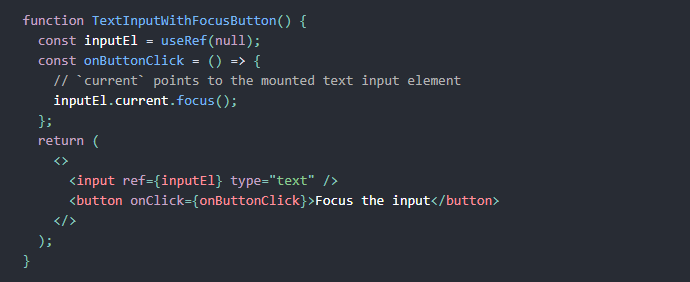 function TextInputWithFocusButton() {
  const inputEl = useRef(null);
  const onButtonClick = () => {
    // `current` points to the mounted text input element
    inputEl.current.focus();
  };
  return (
    <>
      <input ref={inputEl} type="text" />
      <button onClick={onButtonClick}>Focus the input</button>
    </>
  );
}